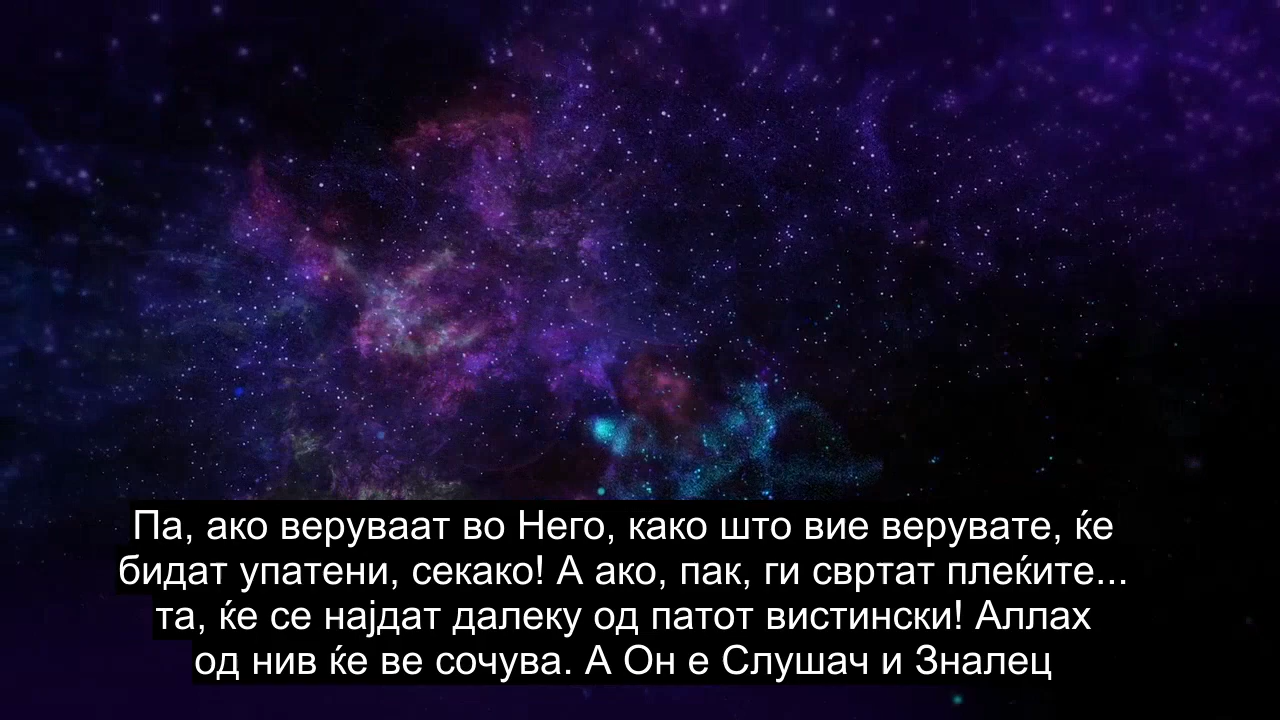 Па, ако веруваат во Него, како што вие верувате, ќе
бидат упатени, секако! А ако, пак, ги свртат плеќите...
та, ќе се најдат далеку од патот вистински! Аллах
од нив ќе ве сочува. А Он е Слушач и Зналец